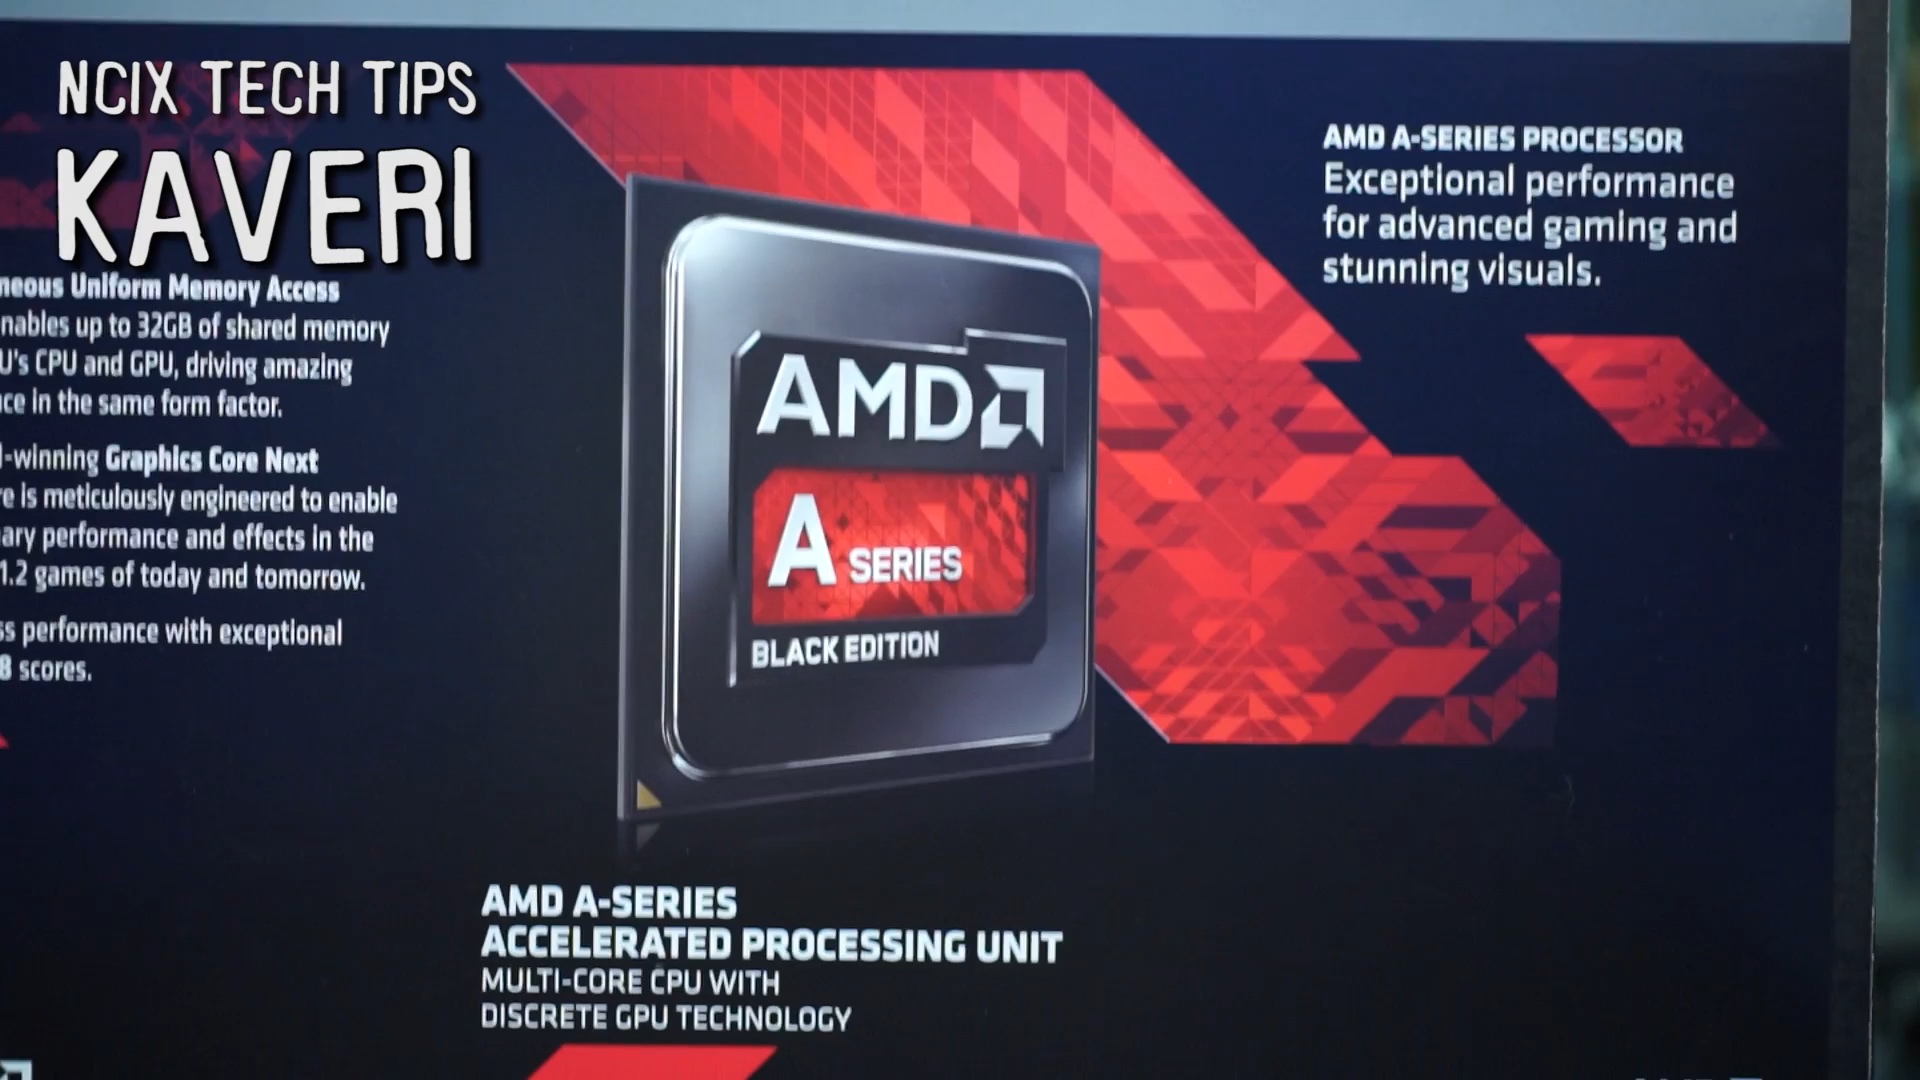 NCIX TECH TIPS
KAVERI
neous Uniform Memory Access
nables up to 32GB of shared memory
U's CPU and GPU, driving amazing
ce in the same form factor.
-winning Graphics Core Next
re is meticulously engineered to enable
ary performance and effects in the
1.2 games of today and tomorrow.
ss performance with exceptional
8 scores.
AMD
A SERIES
BLACK EDITION
AMD A-SERIES PROCESSOR
Exceptional performance
for advanced gaming and
stunning visuals.
AMD A-SERIES
ACCELERATED PROCESSING UNIT
MULTI-CORE CPU WITH
DISCRETE GPU TECHNOLOGY